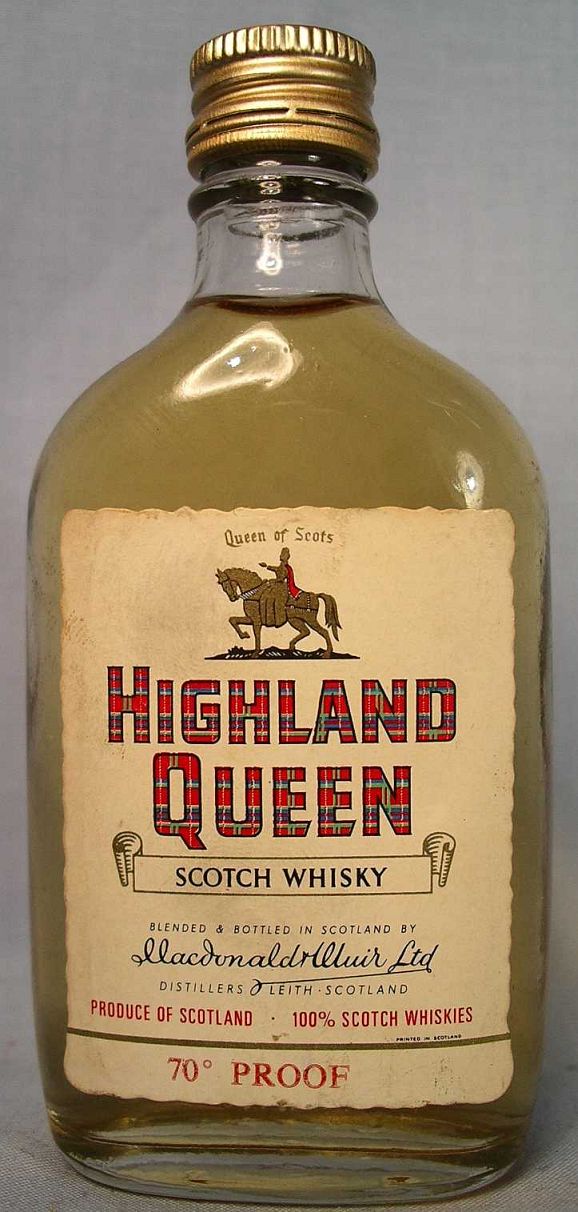 Queen of Scots
HIGHLAND
QUEEN
SCOTCH WHISKY
BLENDED & BOTTLED IN SCOTLAND BY
Macdonald & Muir Ltd
DISTILLERS LEITH · SCOTLAND
PRODUCE OF SCOTLAND · 100% SCOTCH WHISKIES
PRINTED IN SCOTLAND
70° PROOF